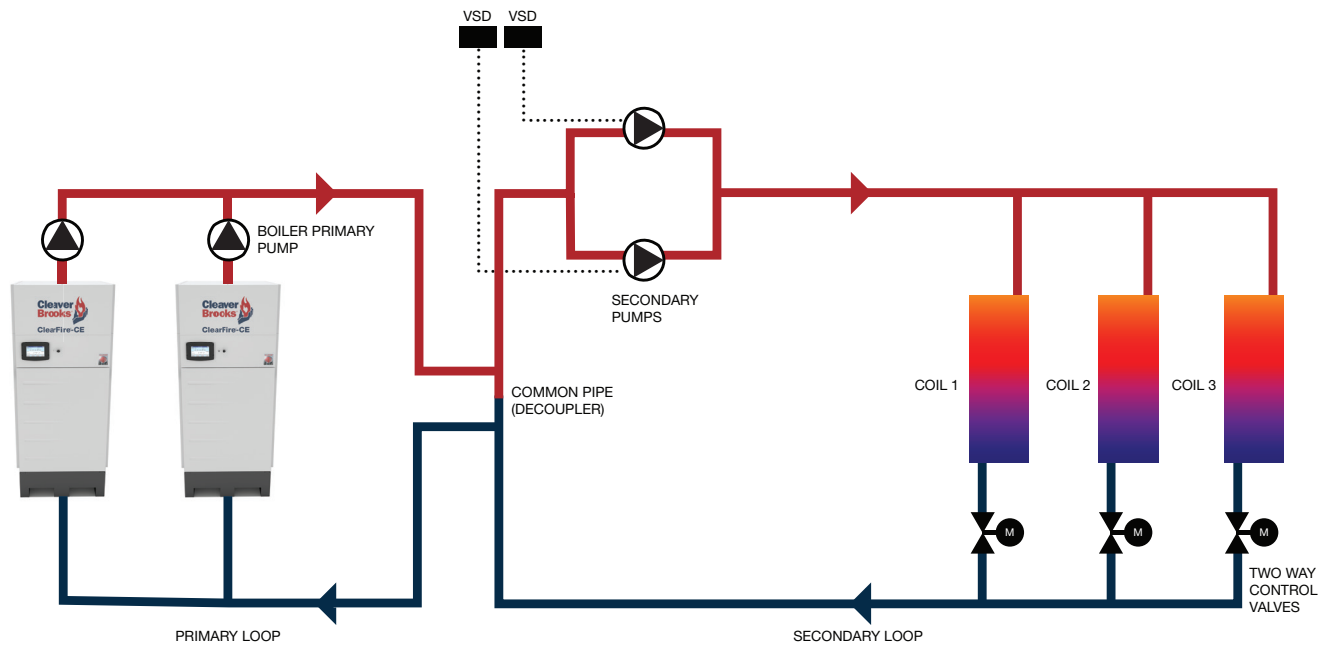 VSD
VSD
BOILER PRIMARY
PUMP
SECONDARY
PUMPS
Cleaver
Brooks
ClearFire-CE
Cleaver
Brooks
ClearFire-CE
COMMON PIPE
(DECOUPLER)
COIL 1
COIL 2
COIL 3
M
M
M
TWO WAY
CONTROL
VALVES
PRIMARY LOOP
SECONDARY LOOP